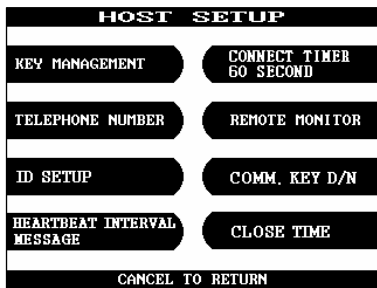 HOST SETUP
KEY MANAGEMENT
CONNECT TIMER
60 SECOND
TELEPHONE NUMBER
REMOTE MONITOR
ID SETUP
COMM. KEY D/N
HEARTBEAT INTERVAL
MESSAGE
CLOSE TIME
CANCEL TO RETURN